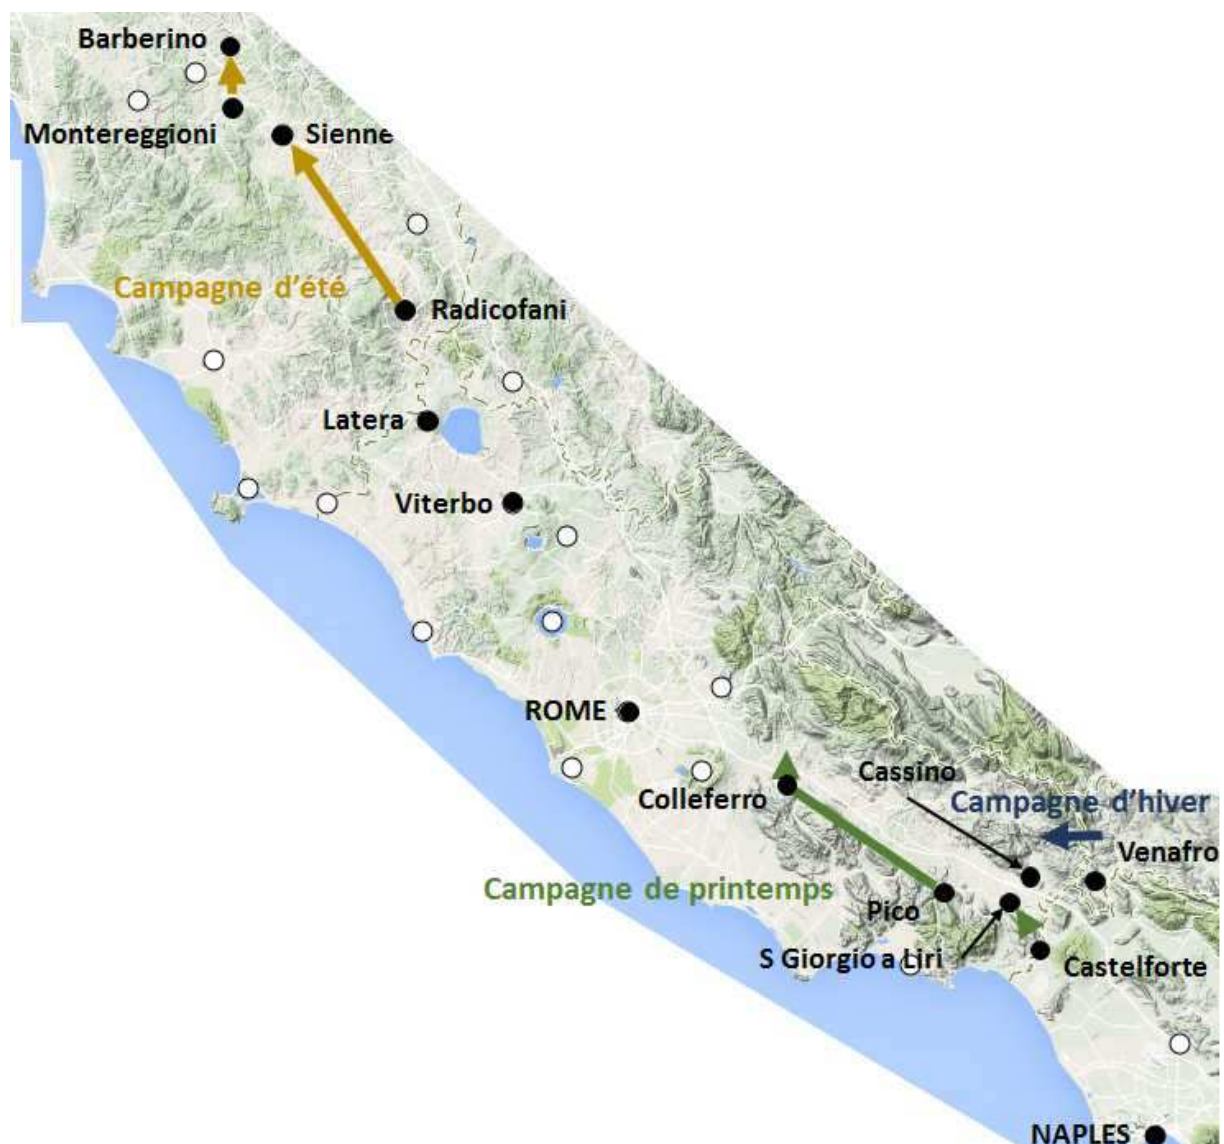 Barberino
Montereggioni
Sienne
Campagne d'été
Radicofani
Latera
Viterbo
ROME
Cassino
Colleferro
Campagne d'hiver
Venafro
Campagne de printemps
Pico
S Giorgio a Liri
Castelforte
NAPLES